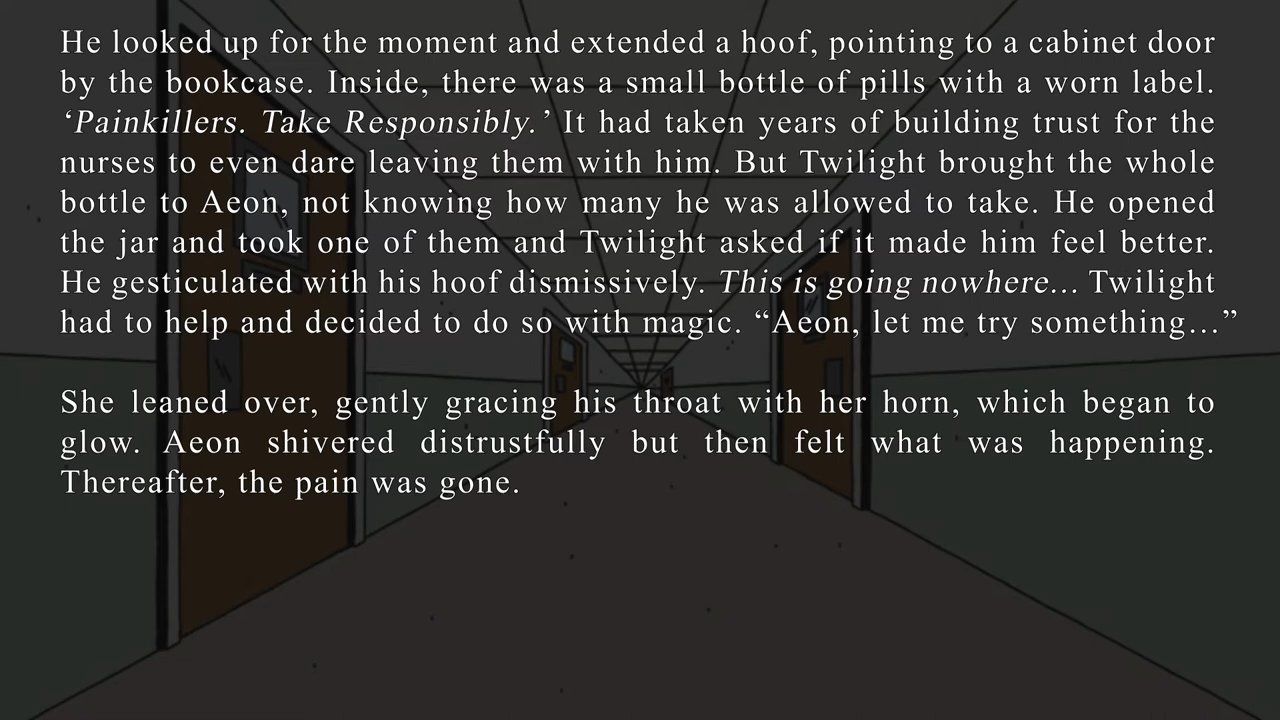 He looked up for the moment and extended a hoof, pointing to a cabinet door
by the bookcase. Inside, there was a small bottle of pills with a worn label.
‘Painkillers. Take Responsibly.’ It had taken years of building trust for the
nurses to even dare leaving them with him. But Twilight brought the whole
bottle to Aeon, not knowing how many he was allowed to take. He opened
the jar and took one of them and Twilight asked if it made him feel better.
He gesticulated with his hoof dismissively. This is going nowhere... Twilight
had to help and decided to do so with magic. “Aeon, let me try something...”
She leaned over, gently gracing his throat with her horn, which began to
glow. Aeon shivered distrustfully but then felt what was happening.
Thereafter, the pain was gone.